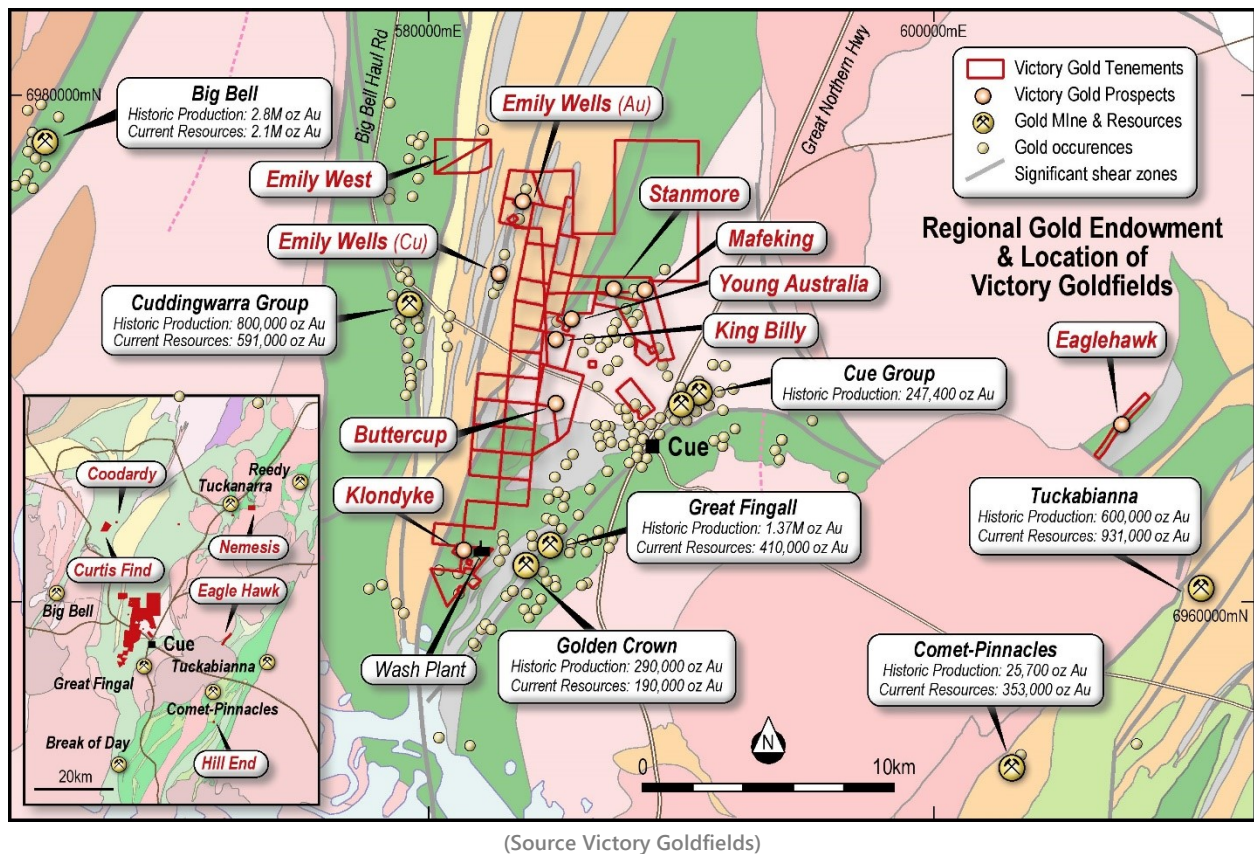 580000mE
600000mE
6980000mN
Big Bell
Historic Production: 2.8M oz Au
Current Resources: 2.1M oz Au
Big Bell Haul Rd
Emily Wells (Au)
Great Northern Hwy
Victory Gold Tenements
Victory Gold Prospects
Gold MIne & Resources
Gold occurences
Significant shear zones
Emily West
Stanmore
Regional Gold Endowment
& Location of
Victory Goldfields
Emily Wells (Cu)
Mafeking
Young Australia
Cuddingwarra Group
Historic Production: 800,000 oz Au
Current Resources: 591,000 oz Au
King Billy
Eaglehawk
Cue Group
Historic Production: 247,400 oz Au
Buttercup
Cue
Klondyke
Great Fingall
Historic Production: 1.37M oz Au
Current Resources: 410,000 oz Au
Tuckabianna
Historic Production: 600,000 oz Au
Current Resources: 931,000 oz Au
6960000mN
Golden Crown
Historic Production: 290,000 oz Au
Current Resources: 190,000 oz Au
Wash Plant
Comet-Pinnacles
Historic Production: 25,700 oz Au
Current Resources: 353,000 oz Au
N
0
10km
Coodardy
Reedy
Tuckanarra
Nemesis
Curtis Find
Big Bell
Eagle Hawk
Cue
Tuckabianna
Great Fingal
Comet-Pinnacles
Break of Day
Hill End
20km
(Source Victory Goldfields)